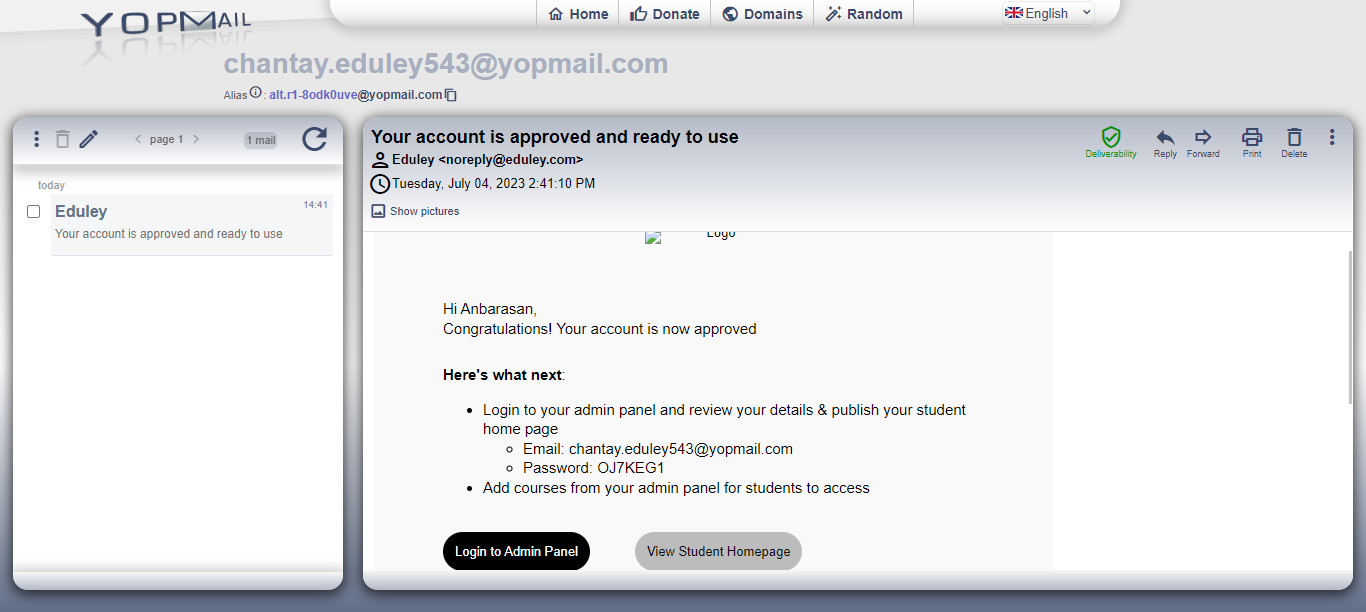 YOPMAIL
Home
Donate
Domains
Random
English
chantay.eduley543@yopmail.com
Alias : alt.r1-8odk0uve@yopmail.com
page 1
1 mail
today
Eduley
14:41
Your account is approved and ready to use
Your account is approved and ready to use
Eduley <noreply@eduley.com>
Tuesday, July 04, 2023 2:41:10 PM
Show pictures
Deliverability
Reply
Forward
Print
Delete
Logo
Hi Anbarasan,
Congratulations! Your account is now approved
Here's what next:
Login to your admin panel and review your details & publish your student
home page
Email: chantay.eduley543@yopmail.com
Password: OJ7KEG1
Add courses from your admin panel for students to access
Login to Admin Panel
View Student Homepage